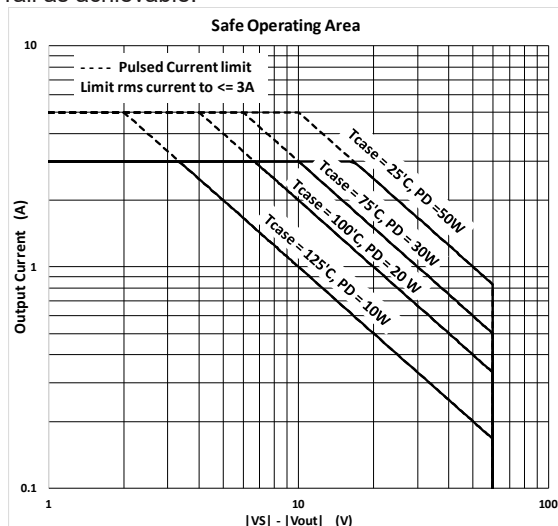 Safe Operating Area
10
---- Pulsed Current limit
Limit rms current to <= 3A
Tcase = 25'C, PD =50W
Tcase = 75'C, PD = 30W
Tcase = 100'C, PD = 20 W
Tcase = 125'C, PD = 10W
Output Current (A)
1
0.1
1
10
100
|VS| - |Vout| (V)